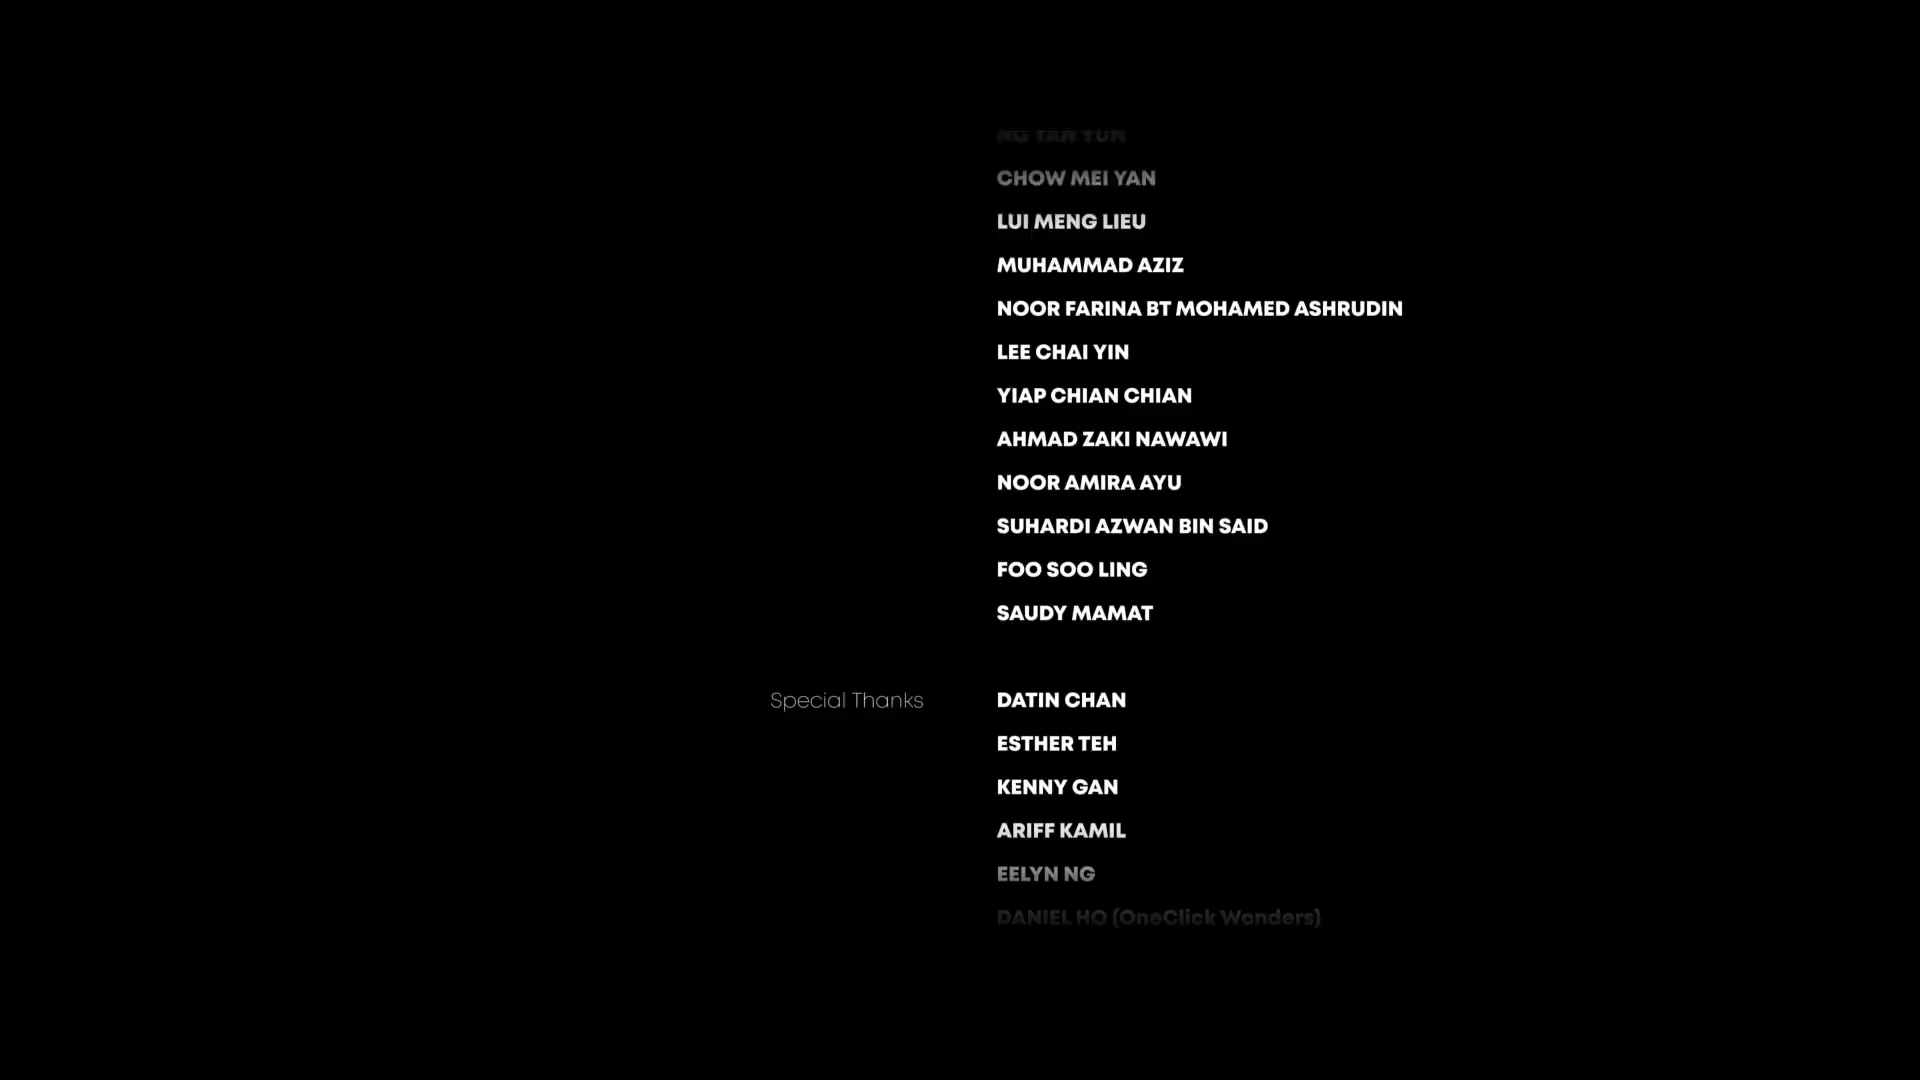 CHOW MEI YAN
LUI MENG LIEU
MUHAMMAD AZIZ
NOOR FARINA BT MOHAMED ASHRUDIN
LEE CHAI YIN
YIAP CHIAN CHIAN
AHMAD ZAKI NAWAWI
NOOR AMIRA AYU
SUHARDI AZWAN BIN SAID
FOO SOO LING
SAUDY MAMAT
Special Thanks DATIN CHAN
ESTHER TEH
KENNY GAN
ARIFF KAMIL
EELYN NG
DANIEL HO (OneClick Wonders)